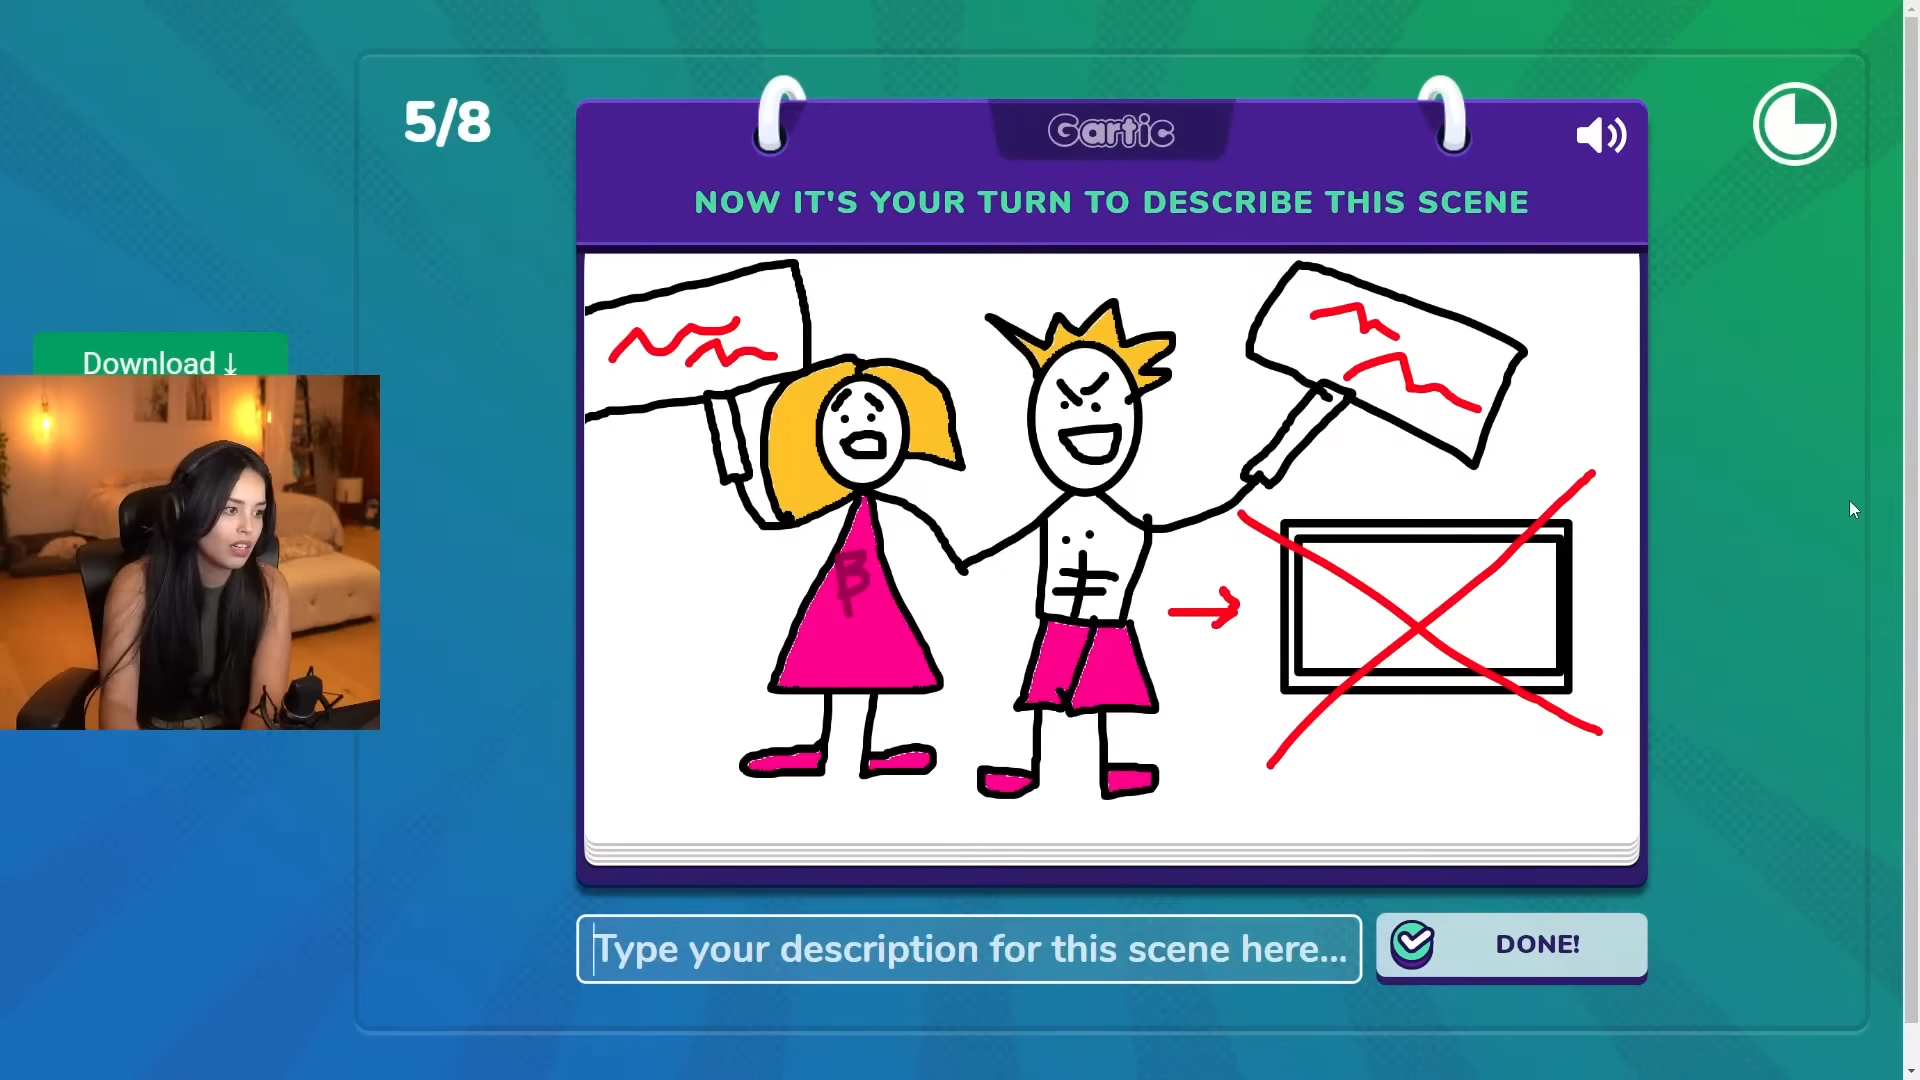 5/8
Gartic
NOW IT'S YOUR TURN TO DESCRIBE THIS SCENE
Download ↓
B
Type your description for this scene here...
DONE!